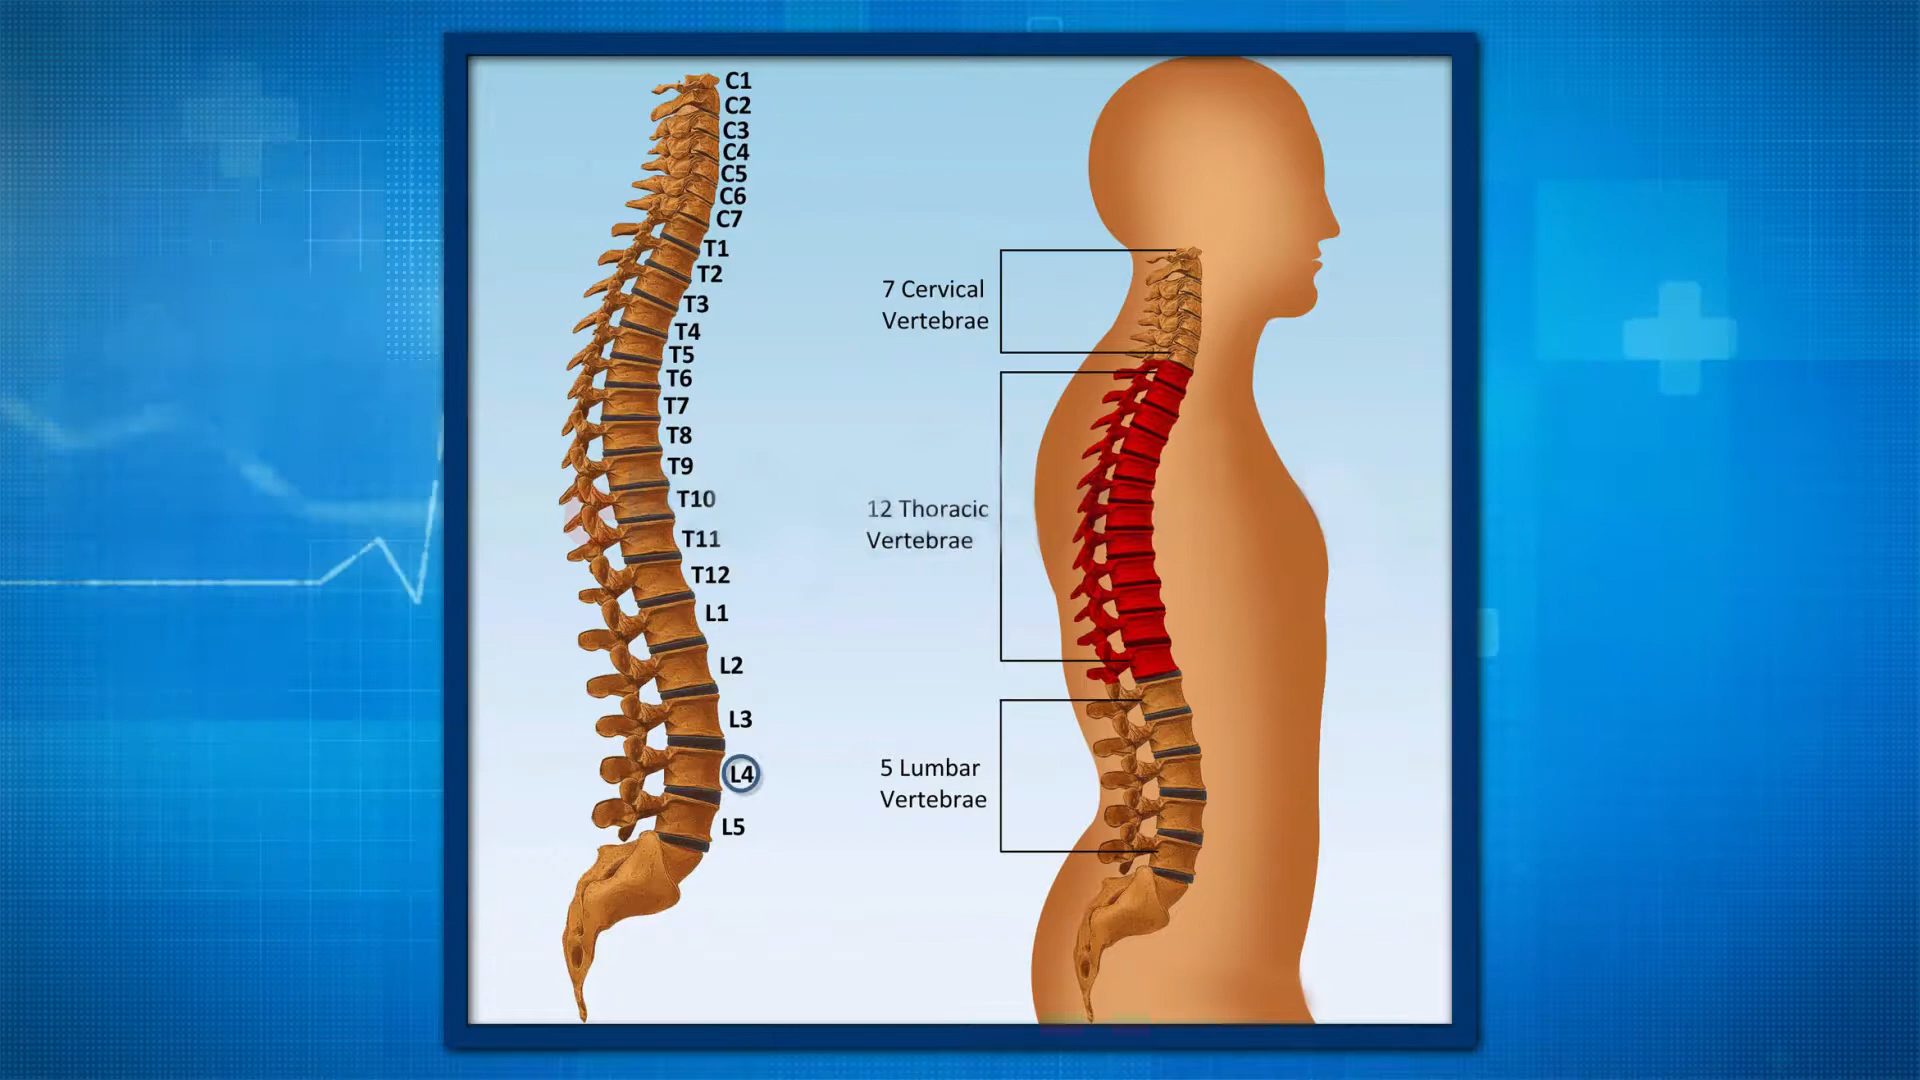 C1
C2
C3
C4
C5
C6
C7
T1
T2
T3
T4
T5
T6
T7
T8
T9
T10
T11
T12
L1
L2
L3
L4
L5
7 Cervical
Vertebrae
12 Thoracic
Vertebrae
5 Lumbar
Vertebrae